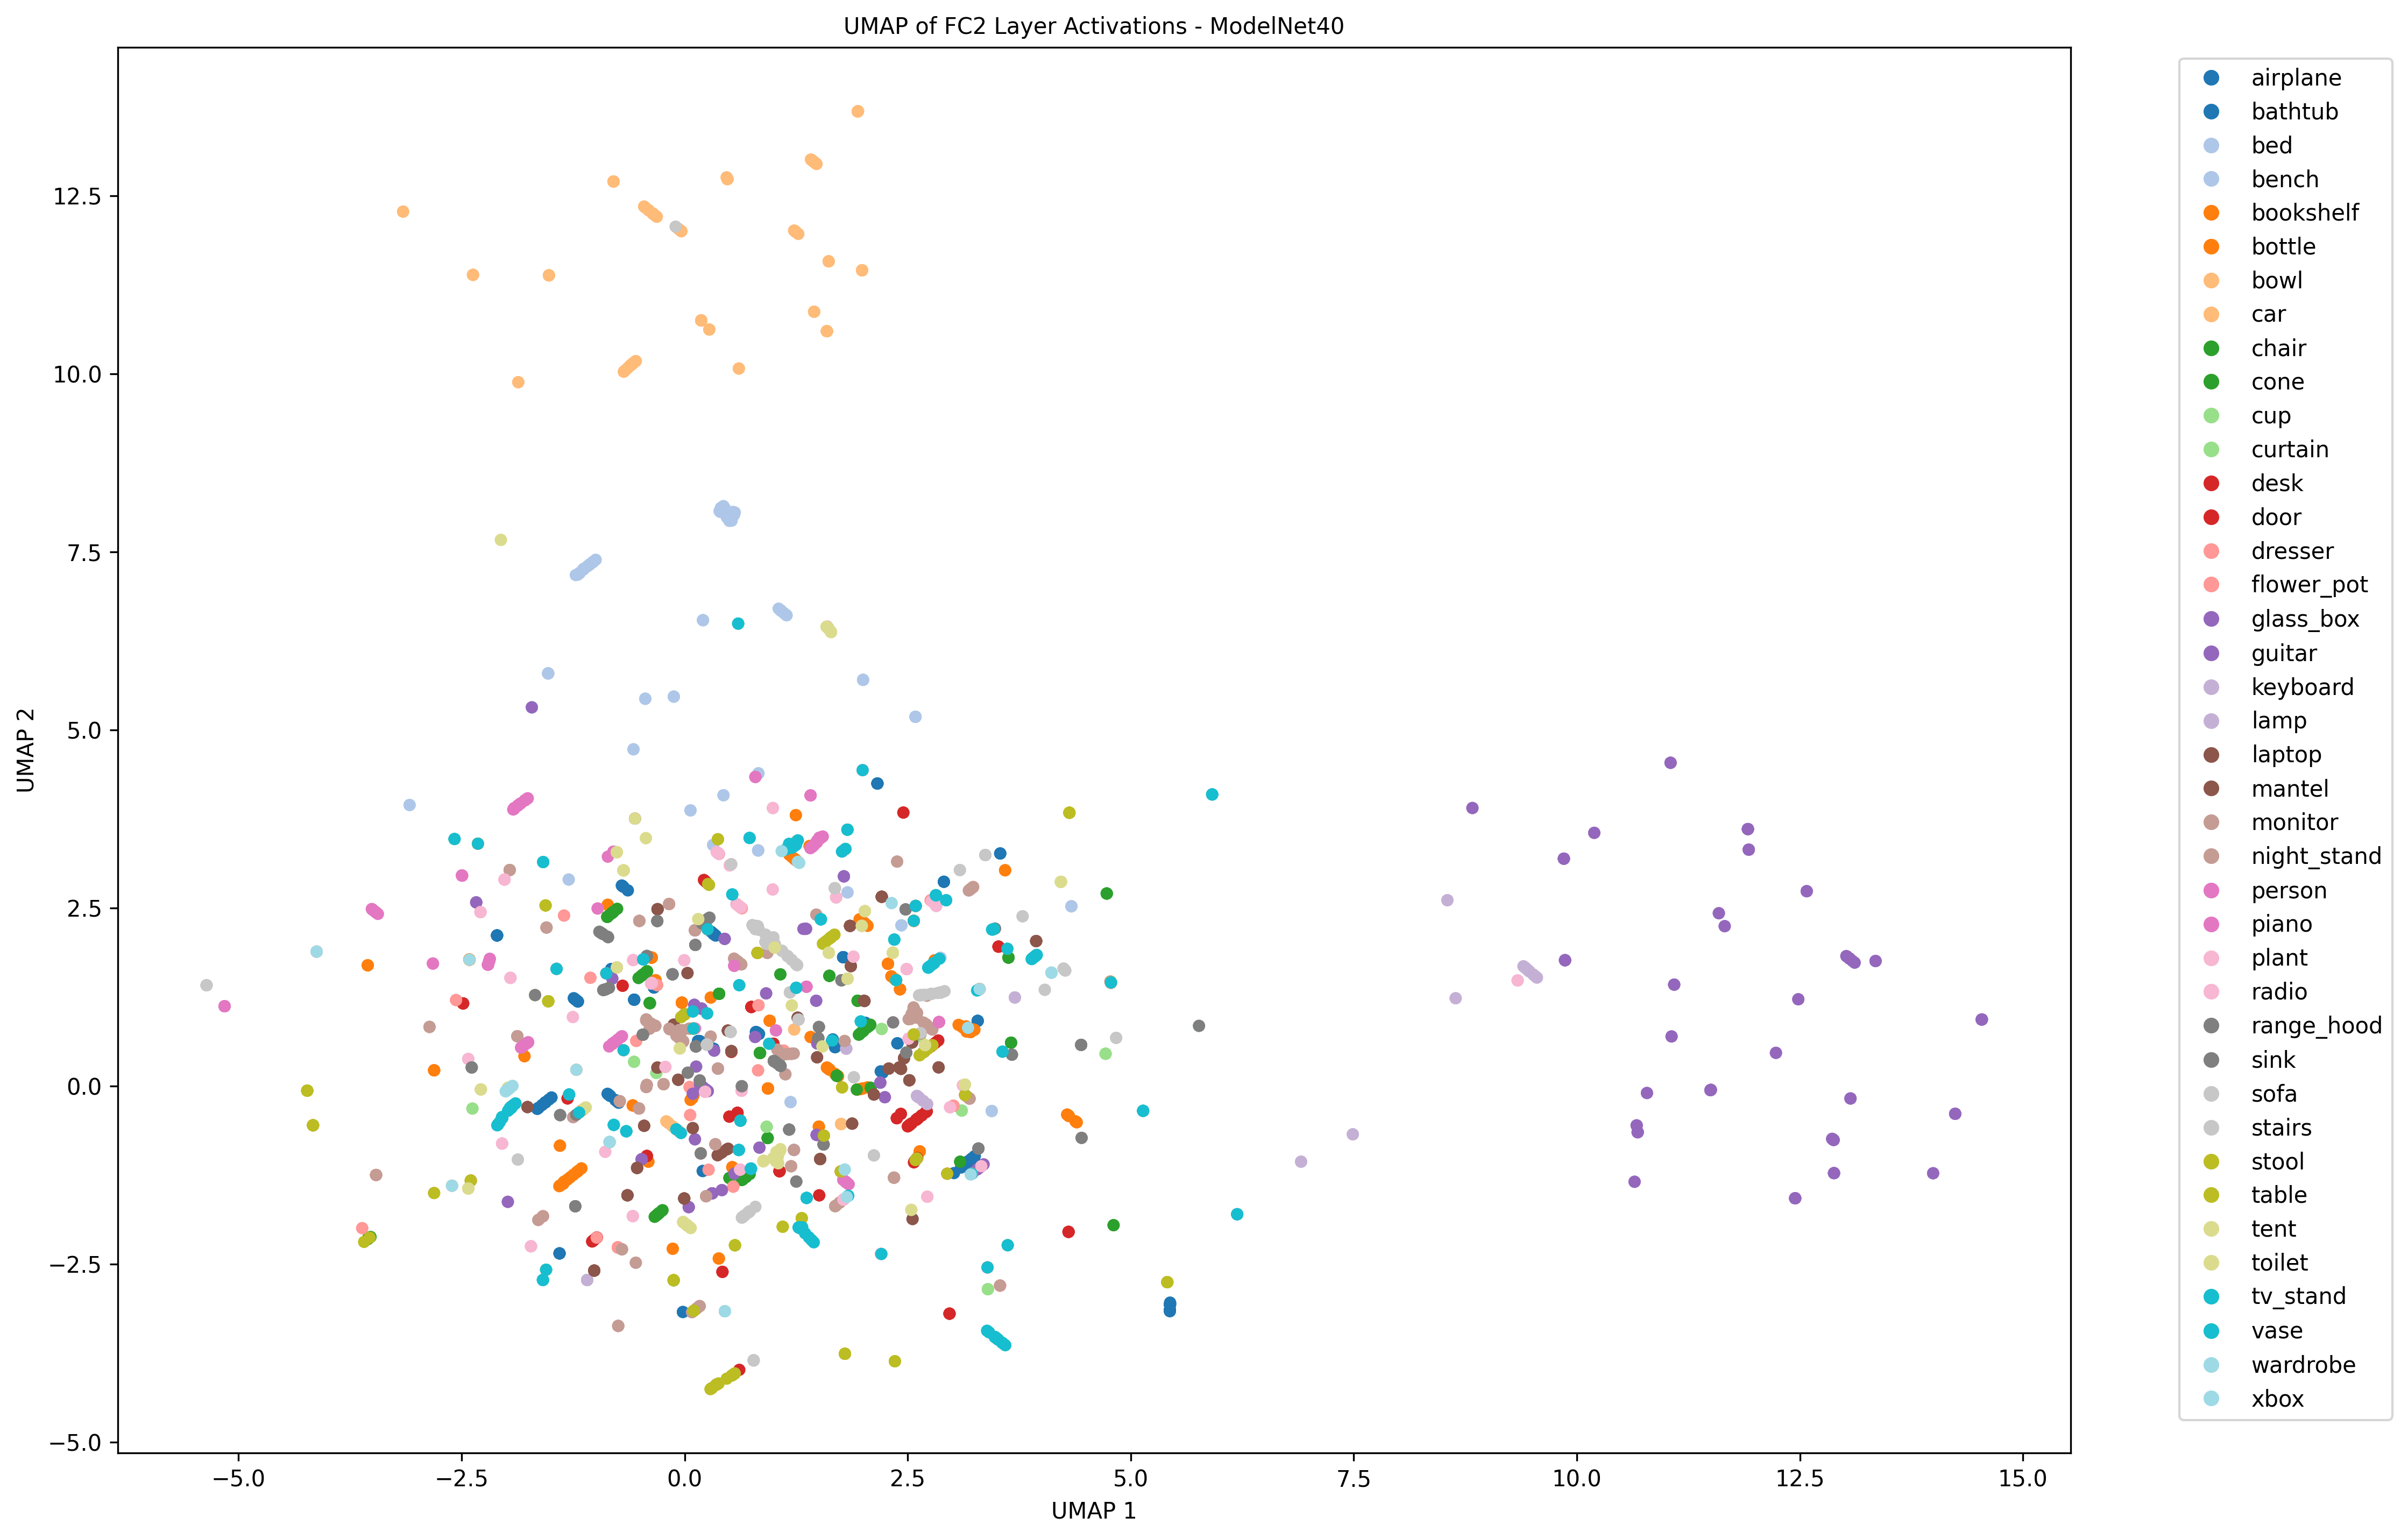 UMAP of FC2 Layer Activations - ModelNet40
UMAP 2
12.5
10.0
7.5
5.0
2.5
0.0
−2.5
−5.0
−5.0
−2.5
0.0
2.5
5.0
7.5
10.0
12.5
15.0
UMAP 1
airplane
bathtub
bed
bench
bookshelf
bottle
bowl
car
chair
cone
cup
curtain
desk
door
dresser
flower_pot
glass_box
guitar
keyboard
lamp
laptop
mantel
monitor
night_stand
person
piano
plant
radio
range_hood
sink
sofa
stairs
stool
table
tent
toilet
tv_stand
vase
wardrobe
xbox